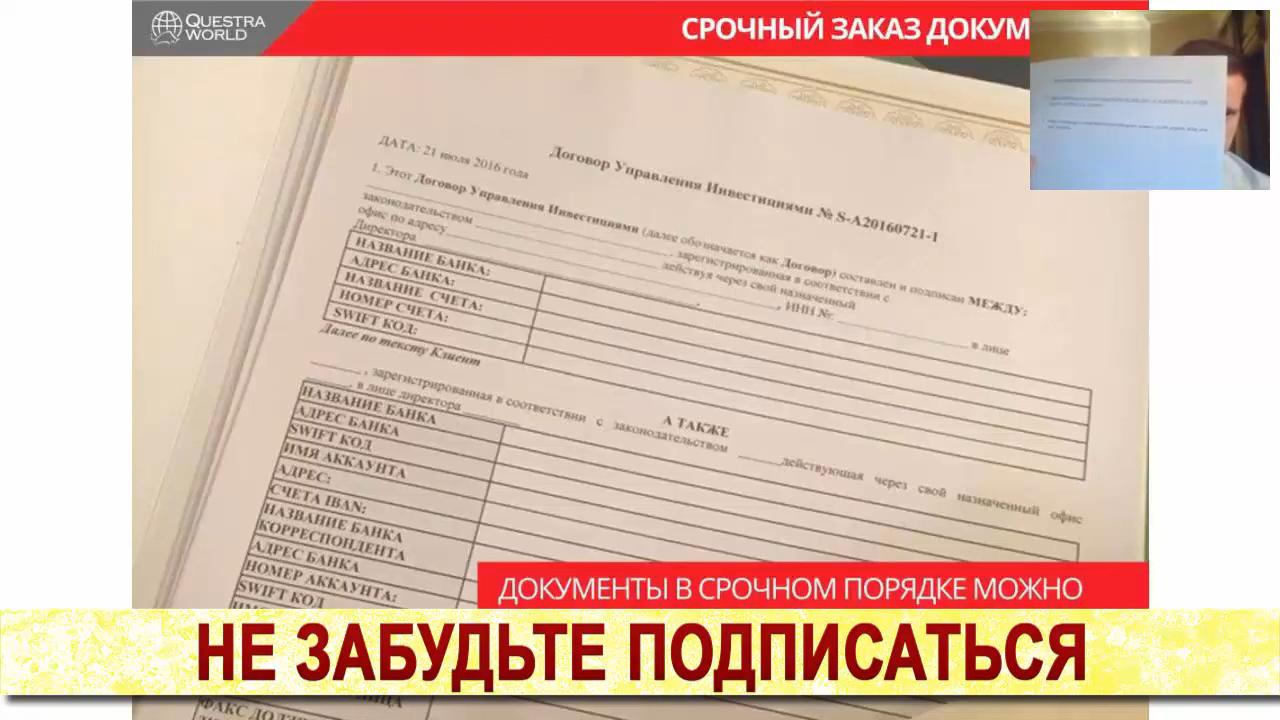 QUESTRA
WORLD
СРОЧНЫЙ ЗАКАЗ ДОКУМ
ДАТА: 21 июля 2016 года
Договор Управления Инвестициями № S-A20160721-1
1. Этот Договор Управления Инвестициями (далее обозначается как Договор) составлен и подписан МЕЖДУ:
, зарегистрированная в соответствии с
законодательством
действуя через свой назначенный
офис по адресу
, ИНН №:
в лице
Директора
НАЗВАНИЕ БАНКА:
АДРЕС БАНКА:
НАЗВАНИЕ СЧЕТА:
НОМЕР СЧЕТА:
SWIFT КОД:
Далее по тексту Клиент
А ТАКЖЕ
, зарегистрированная в соответствии с законодательством действующая через свой назначенный офис
, в лице директора
НАЗВАНИЕ БАНКА
АДРЕС БАНКА
SWIFT КОД
ИМЯ АККАУНТА
АДРЕС:
СЧЕТА IBAN:
НАЗВАНИЕ БАНКА
КОРРЕСПОНДЕНТА
АДРЕС БАНКА
НОМЕР АККАУНТА:
SWIFT КОД
ДОКУМЕНТЫ В СРОЧНОМ ПОРЯДКЕ МОЖНО
НЕ ЗАБУДЬТЕ ПОДПИСАТЬСЯ